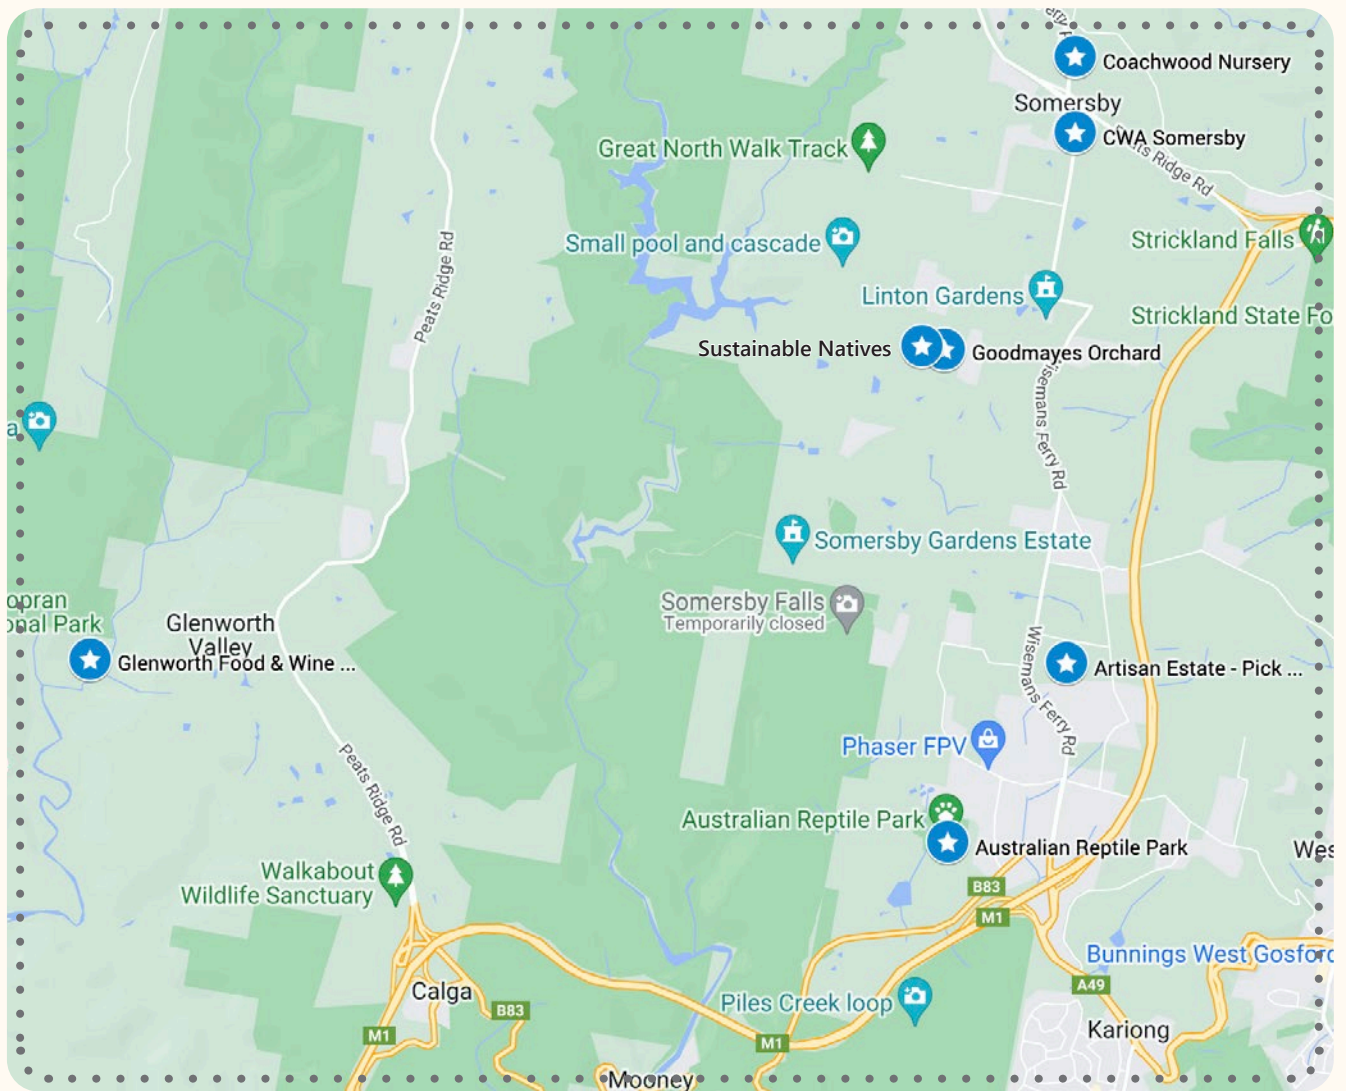 Coachwood Nursery
Somersby
CWA Somersby
Great North Walk Track
Ridge Rd
Small pool and cascade
Strickland Falls
Peats Ridge Rd
Linton Gardens
Strickland State Fo
Sustainable Natives
Goodmayes Orchard
Wisemans Ferry Rd
a
Somersby Gardens Estate
Somersby Falls
Temporarily closed
opran
onal Park
Glenworth
Valley
Glenworth Food & Wine ...
Artisan Estate - Pick ...
Wisemans Ferry Rd
Phaser FPV
Peats Ridge Rd
Australian Reptile Park
Australian Reptile Park
Wes
Walkabout
Wildlife Sanctuary
B83
M1
Bunnings West Gosford
Calga
A49
Piles Creek loop
B83
M1
M1
Kariong
Mooney